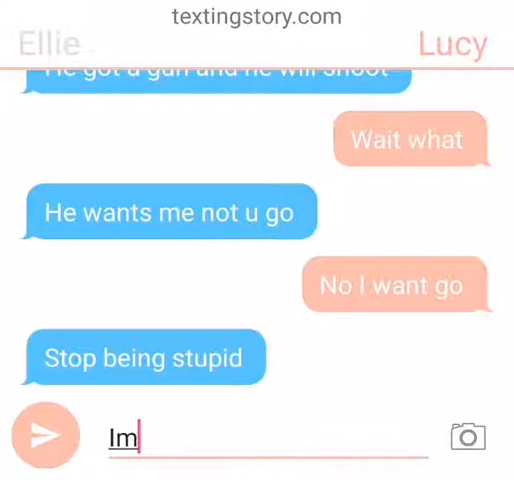 textingstory.com
Ellie
Lucy
He got u gun and he will shoot
Wait what
He wants me not u go
No I want go
Stop being stupid
Im